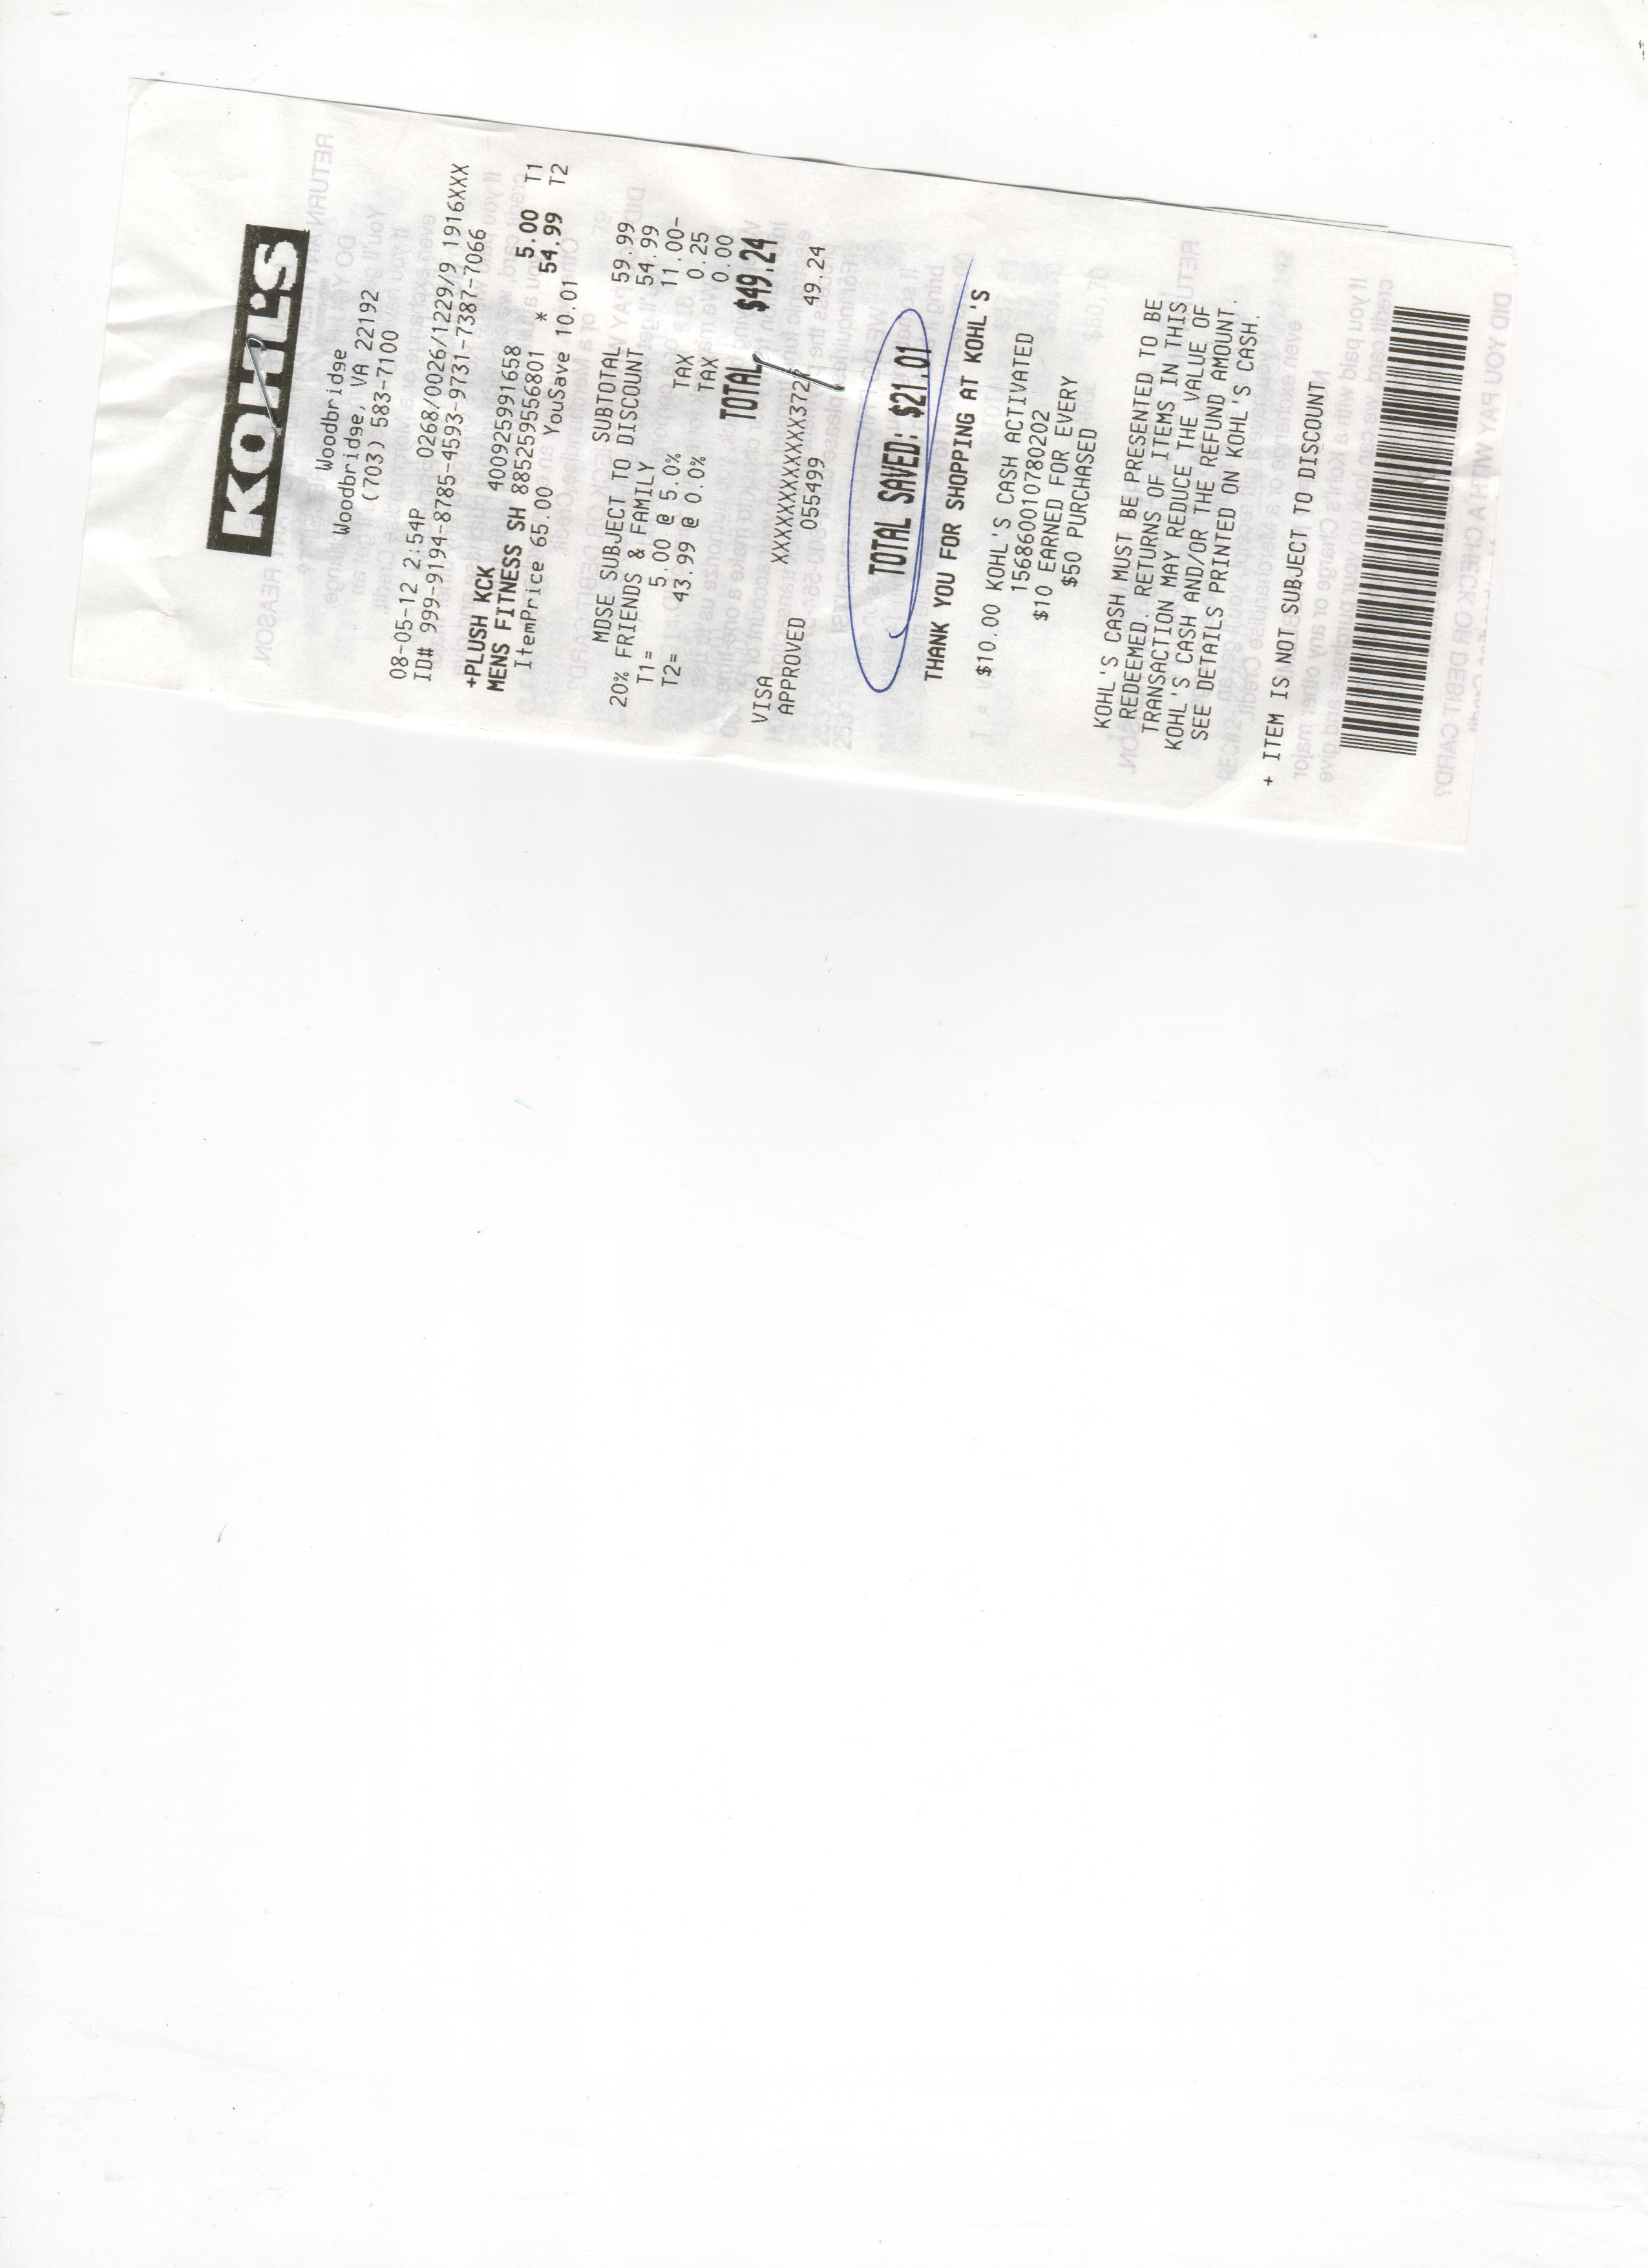 KOHL'S
Woodbridge
Woodbridge, VA 22192
(703) 583-7100
08-05-12 2:54P 0268/0026/1229/9 1916XXX
ID# 999-9194-8785-4593-9731-7387-7066
+PLUSH KCK 400925991658 5.00 T1
MENS FITNESS SH 885259556801 * 54.99 T2
ItemPrice 65.00 YouSave 10.01
SUBTOTAL 59.99
MDSE SUBJECT TO DISCOUNT 54.99
20% FRIENDS & FAMILY 11.00-
T1= 5.00 @ 5.0% TAX 0.25
T2= 43.99 @ 0.0% TAX 0.00
TOTAL $49.24
VISA XXXXXXXXXXXX372 49.24
APPROVED 055499
TOTAL SAVED: $21.01
THANK YOU FOR SHOPPING AT KOHL'S
$10.00 KOHL'S CASH ACTIVATED
156860010780202
$10 EARNED FOR EVERY
$50 PURCHASED
KOHL'S CASH MUST BE PRESENTED TO BE
REDEEMED. RETURNS OF ITEMS IN THIS
TRANSACTION MAY REDUCE THE VALUE OF
KOHL'S CASH AND/OR THE REFUND AMOUNT.
SEE DETAILS PRINTED ON KOHL'S CASH.
+ ITEM IS NOT SUBJECT TO DISCOUNT